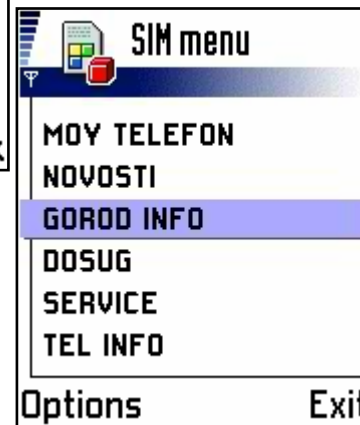 SIM menu
MOY TELEFON
NOVOSTI
GOROD INFO
DOSUG
SERVICE
TEL INFO
Options Exit